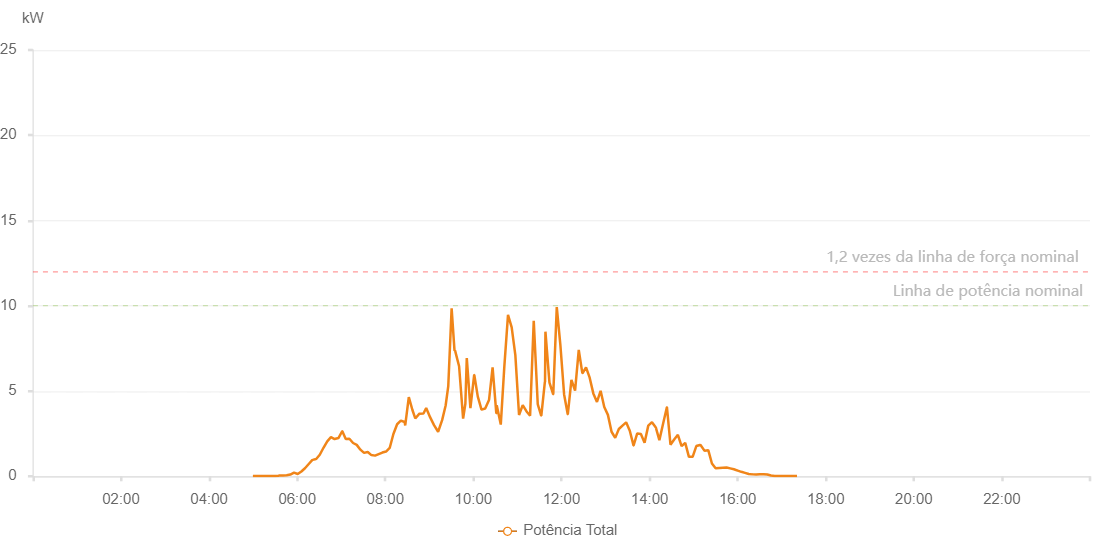 kW
25
20
15
1,2 vezes da linha de força nominal
Linha de potência nominal
10
5
0
02:00 04:00 06:00 08:00 10:00 12:00 14:00 16:00 18:00 20:00 22:00
Potência Total